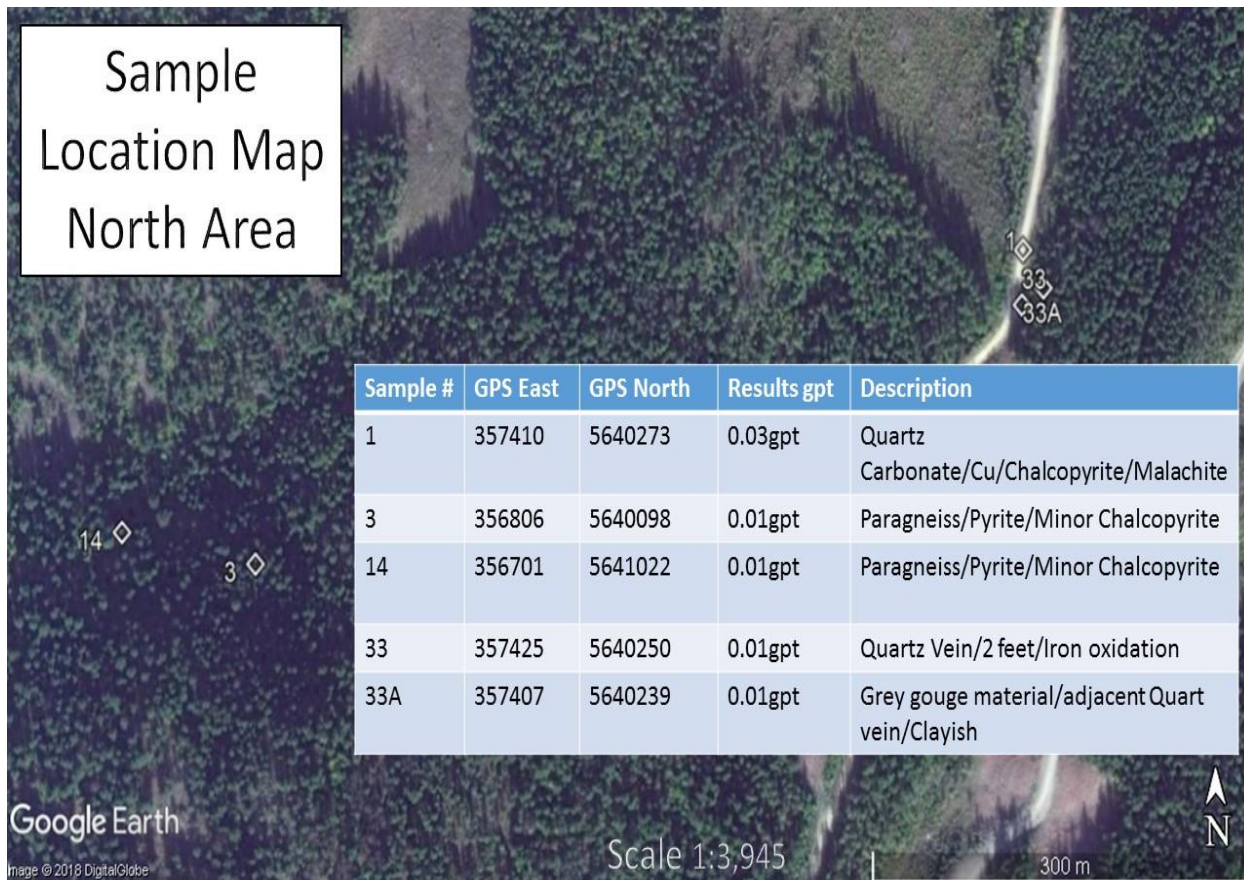 Sample
Location Map
North Area
1
33
33A
14
3
Sample # GPS East GPS North Results gpt Description
1 357410 5640273 0.03gpt Quartz
Carbonate/Cu/Chalcopyrite/Malachite
3 356806 5640098 0.01gpt Paragneiss/Pyrite/Minor Chalcopyrite
14 356701 5641022 0.01gpt Paragneiss/Pyrite/Minor Chalcopyrite
33 357425 5640250 0.01gpt Quartz Vein/2 feet/Iron oxidation
33A 357407 5640239 0.01gpt Grey gouge material/adjacent Quart
vein/Clayish
Google Earth
N
Scale 1:3,945
300 m
mage © 2018 DigitalGlobe